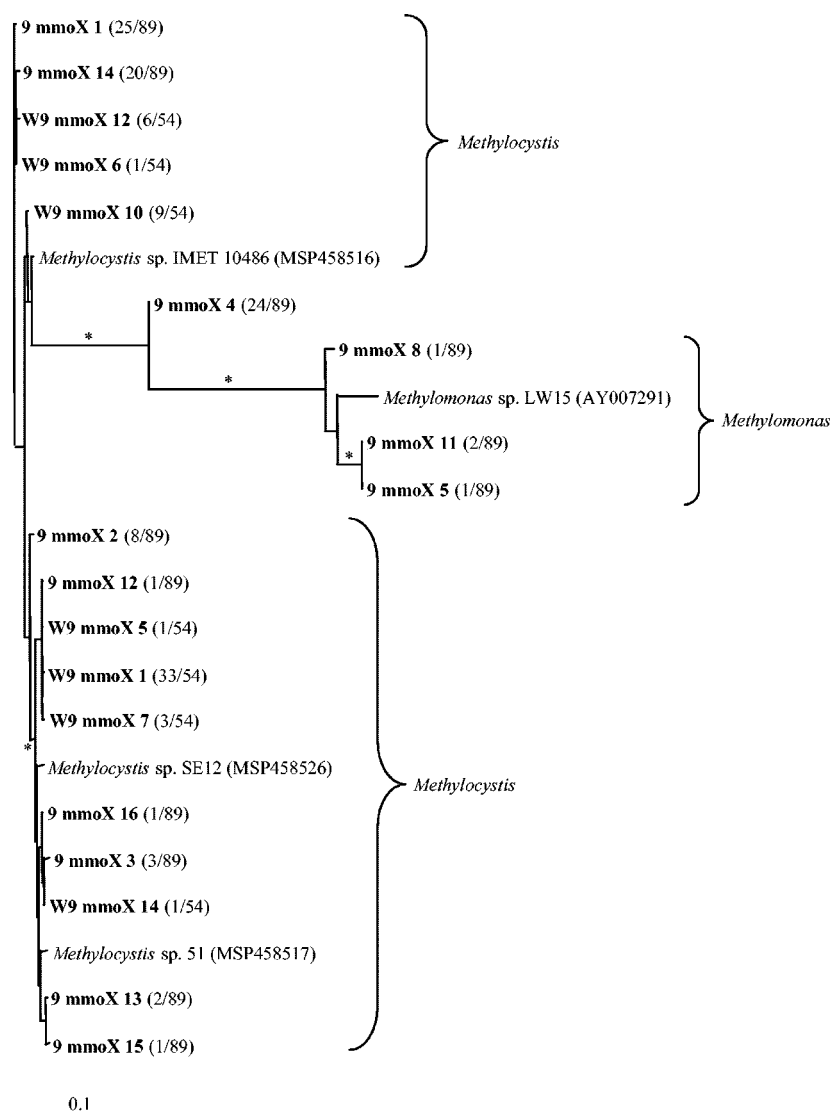 9 mmoX 1 (25/89)
9 mmoX 14 (20/89)
W9 mmoX 12 (6/54)
Methylocystis
W9 mmoX 6 (1/54)
W9 mmoX 10 (9/54)
Methylocystis sp. IMET 10486 (MSP458516)
9 mmoX 4 (24/89)
*
9 mmoX 8 (1/89)
*
Methylomonas sp. LW15 (AY007291)
Methylomonas
9 mmoX 11 (2/89)
*
9 mmoX 5 (1/89)
9 mmoX 2 (8/89)
9 mmoX 12 (1/89)
W9 mmoX 5 (1/54)
W9 mmoX 1 (33/54)
W9 mmoX 7 (3/54)
*
Methylocystis sp. SE12 (MSP458526)
Methylocystis
9 mmoX 16 (1/89)
9 mmoX 3 (3/89)
W9 mmoX 14 (1/54)
Methylocystis sp. 51 (MSP458517)
9 mmoX 13 (2/89)
9 mmoX 15 (1/89)
0.1